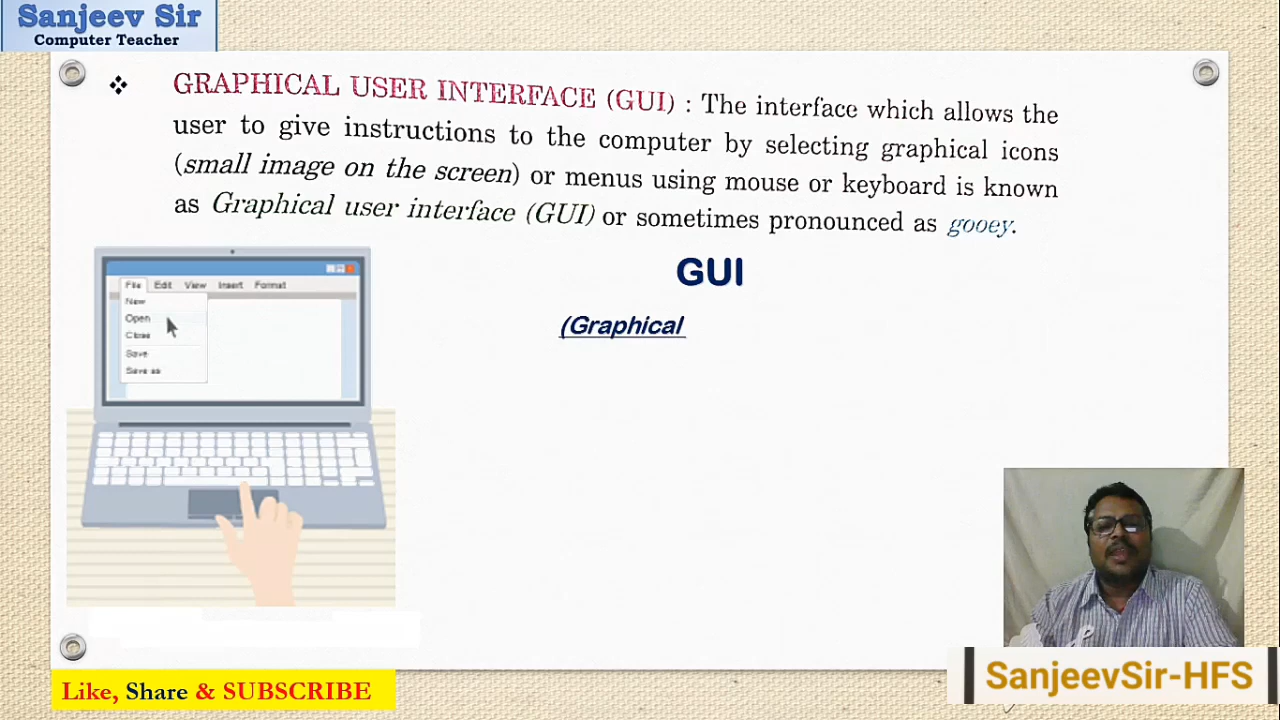 Sanjeev Sir
Computer Teacher
❖ GRAPHICAL USER INTERFACE (GUI) : The interface which allows the
user to give instructions to the computer by selecting graphical icons
(small image on the screen) or menus using mouse or keyboard is known
as Graphical user interface (GUI) or sometimes pronounced as gooey.
GUI
(Graphical
File Edit View Insert Format
New
Open
Close
Save
Save as
SanjeevSir-HFS
Like, Share & SUBSCRIBE